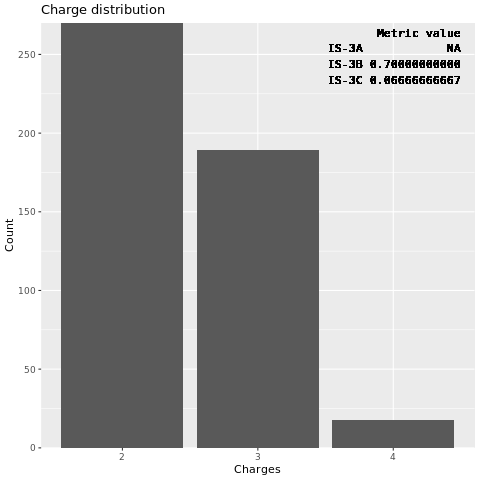 Charge distribution
Metric value
IS-3A NA
IS-3B 0.70000000000
IS-3C 0.06666666667
250
200
150
100
50
0
Count
2 3 4
Charges